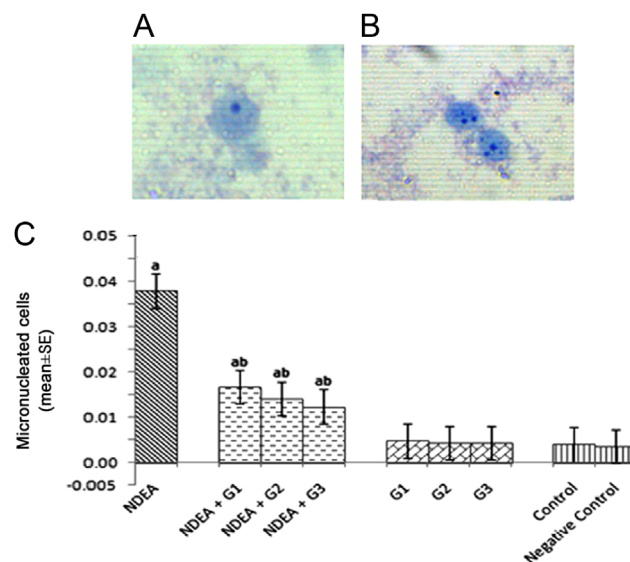 A
B
C
Micronucleated cells
(mean±SE)
0.05
0.04
0.03
0.02
0.01
0.00
-0.005
a
ab
ab
ab
NDEA
NDEA + G1
NDEA + G2
NDEA + G3
G1
G2
G3
Control
Negative Control